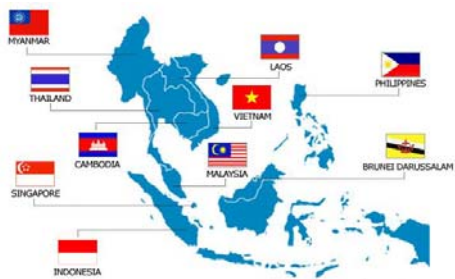 MYANMAR
LAOS
PHILIPPINES
THAILAND
VIETNAM
CAMBODIA
MALAYSIA
BRUNEI DARUSSALAM
SINGAPORE
INDONESIA